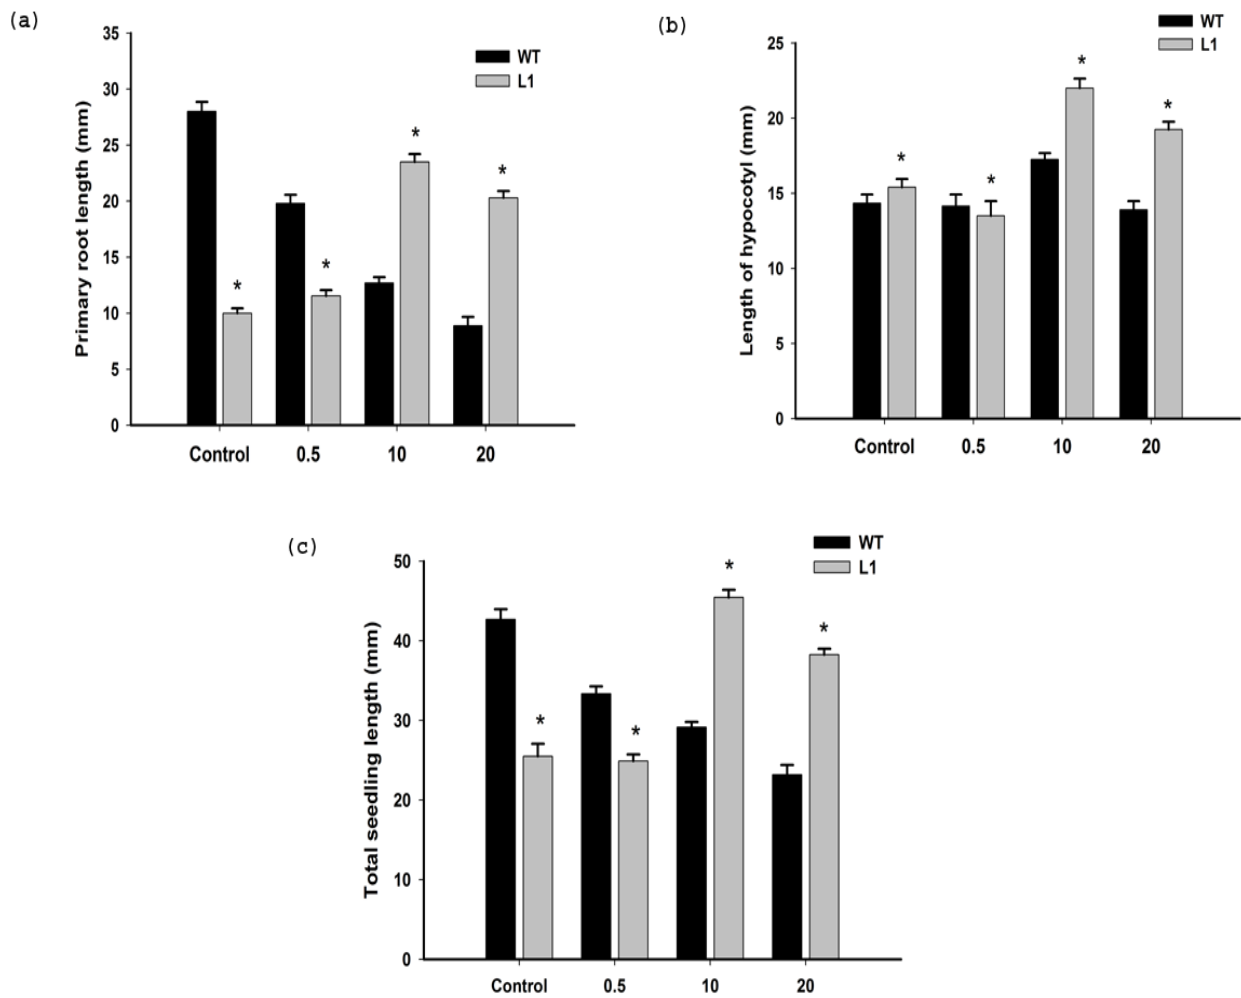 (a)
Primary root length (mm)
35
30
25
20
15
10
5
0
WT
L1
*
*
*
*
Control 0.5 10 20
(b)
Length of hypocotyl (mm)
25
20
15
10
5
0
WT
L1
*
*
*
*
Control 0.5 10 20
(c)
Total seedling length (mm)
50
40
30
20
10
0
WT
L1
*
*
*
*
Control 0.5 10 20